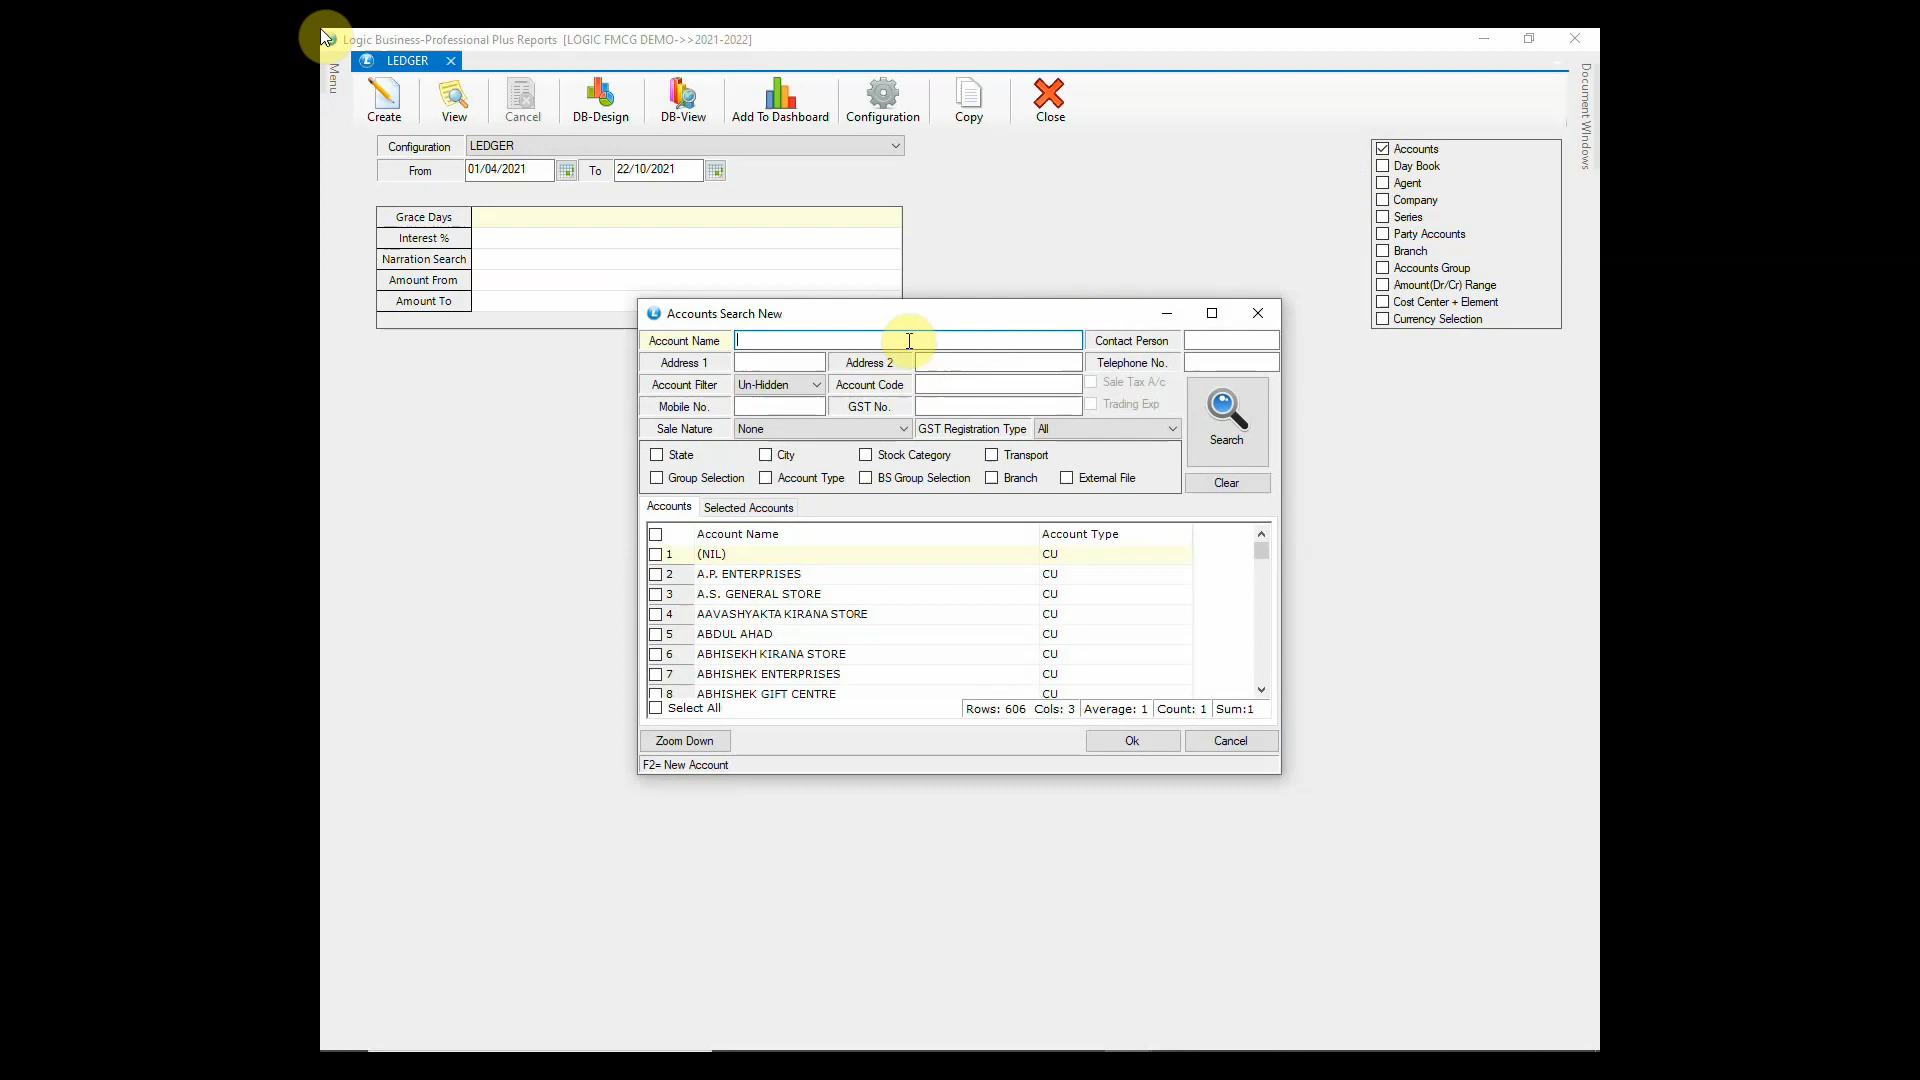 Logic Business-Professional Plus Reports [LOGIC FMCG DEMO->>2021-2022]
Menu
LEDGER
Document Windows
Create View Cancel DB-Design DB-View Add To Dashboard Configuration Copy Close
Configuration LEDGER
From 01/04/2021 To 22/10/2021
Grace Days
Interest %
Narration Search
Amount From
Amount To
Accounts
Day Book
Agent
Company
Series
Party Accounts
Branch
Accounts Group
Amount(Dr/Cr) Range
Cost Center + Element
Currency Selection
Accounts Search New
Account Name Contact Person
Address 1 Address 2 Telephone No.
Account Filter Un-Hidden Account Code Sale Tax A/c
Mobile No. GST No. Trading Exp
Sale Nature None GST Registration Type All
Search
State City Stock Category Transport
Group Selection Account Type BS Group Selection Branch External File
Clear
Accounts Selected Accounts
Account Name Account Type
1 (NIL) CU
2 A.P. ENTERPRISES CU
3 A.S. GENERAL STORE CU
4 AAVASHYAKTA KIRANA STORE CU
5 ABDUL AHAD CU
6 ABHISEKH KIRANA STORE CU
7 ABHISHEK ENTERPRISES CU
8 ABHISHEK GIFT CENTRE CU
Select All Rows: 606 Cols: 3 Average: 1 Count: 1 Sum:1
Zoom Down Ok Cancel
F2= New Account